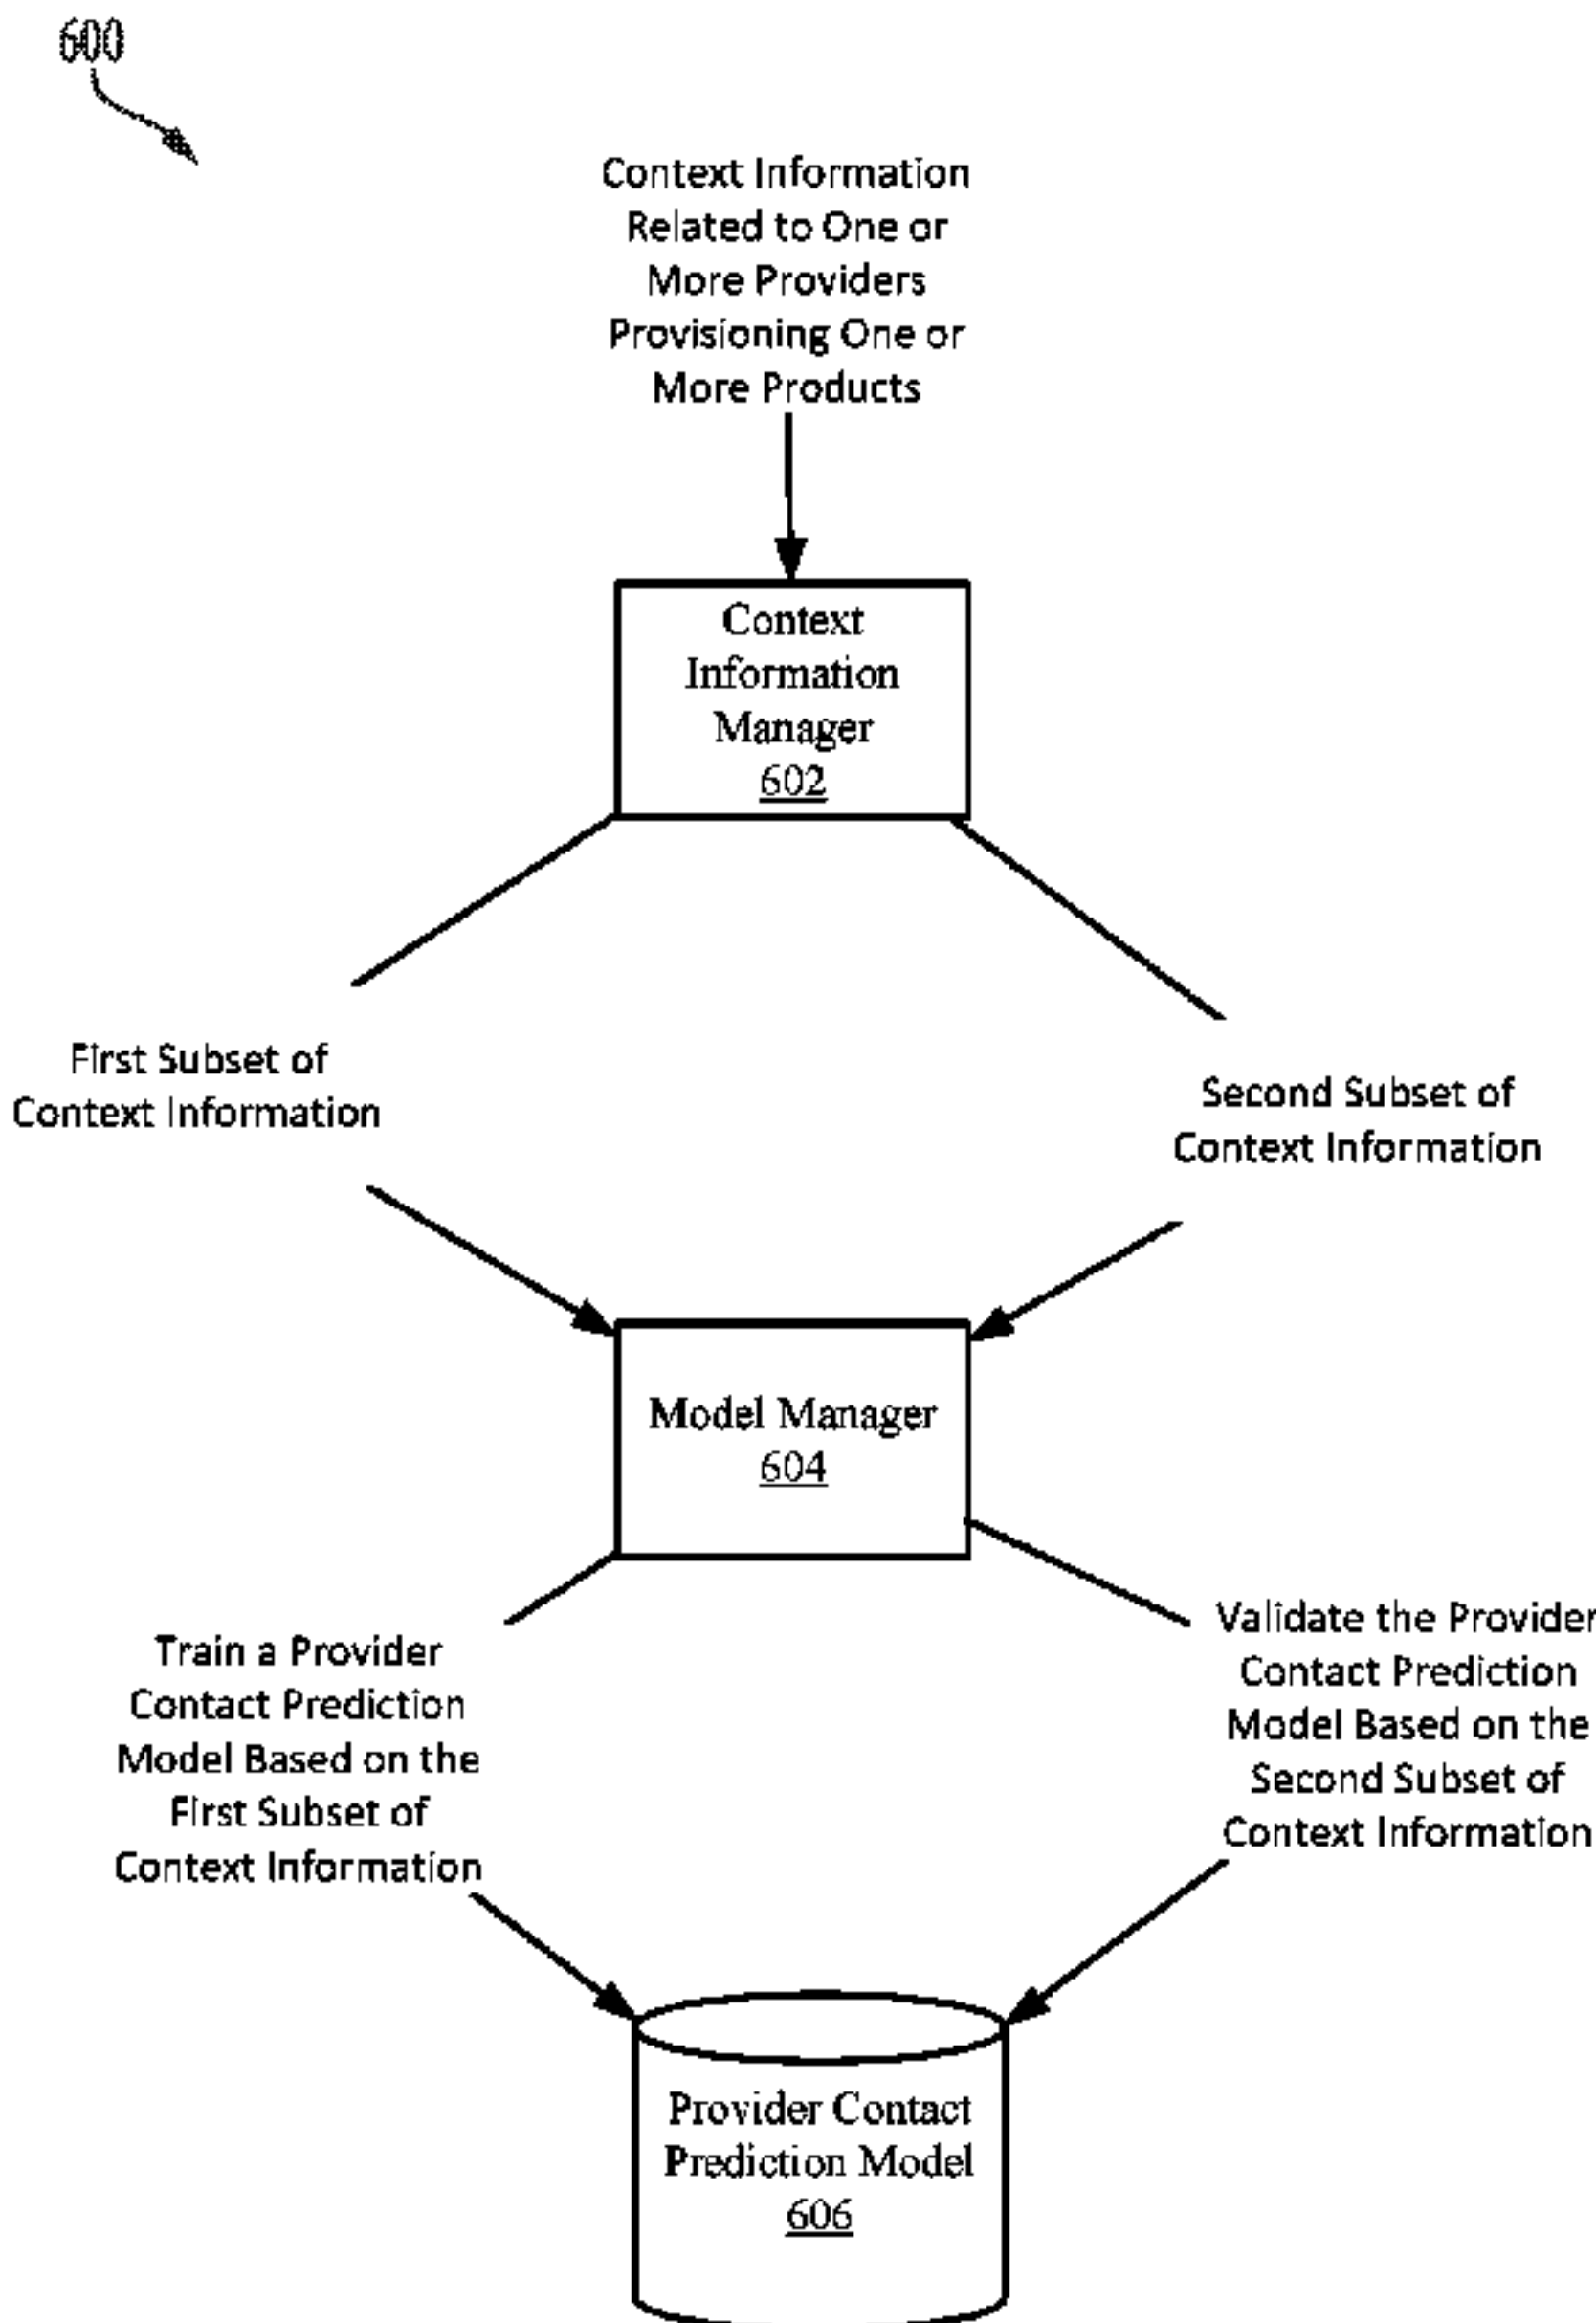 600
Context Information
Related to One or
More Providers
Provisioning One or
More Products
Context
Information
Manager
602
First Subset of
Context Information
Second Subset of
Context Information
Model Manager
604
Train a Provider
Contact Prediction
Model Based on the
First Subset of
Context Information
Validate the Provider
Contact Prediction
Model Based on the
Second Subset of
Context Information
Provider Contact
Prediction Model
606